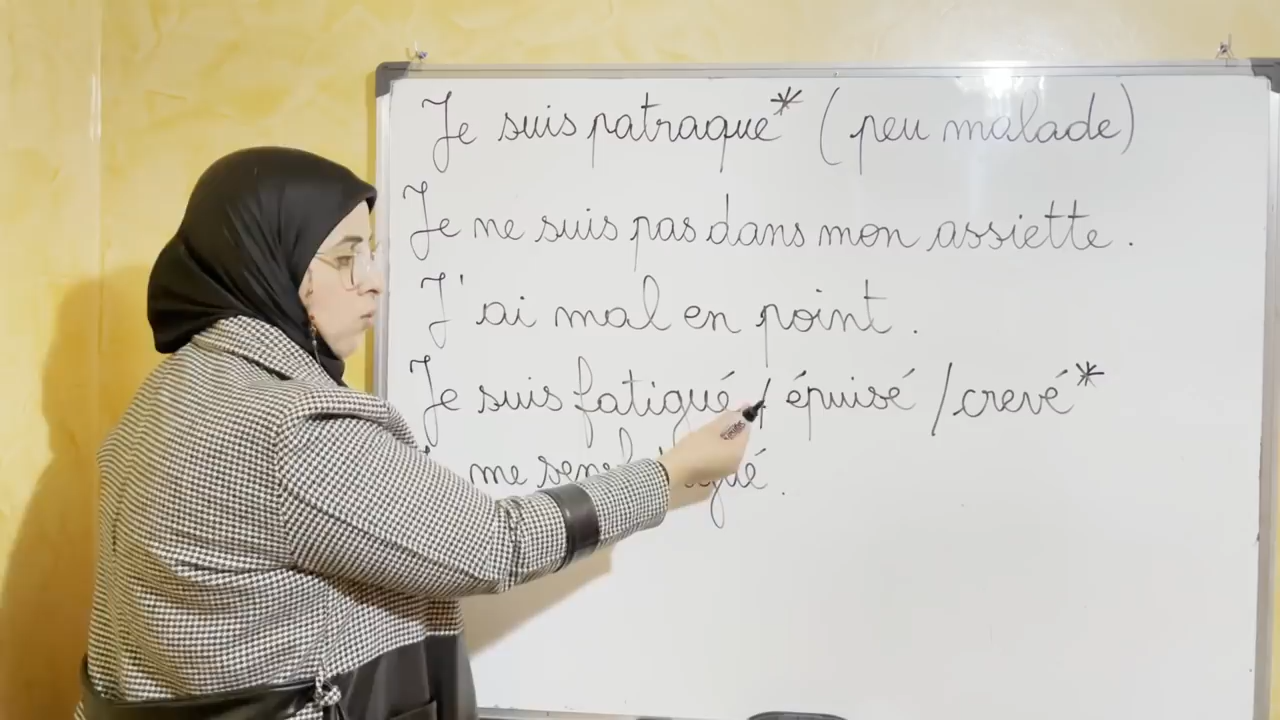 Je suis patraque* (peu malade)
Je ne suis pas dans mon assiette.
J'ai mal en point.
Je suis fatigué / épuisé / crevé*
me